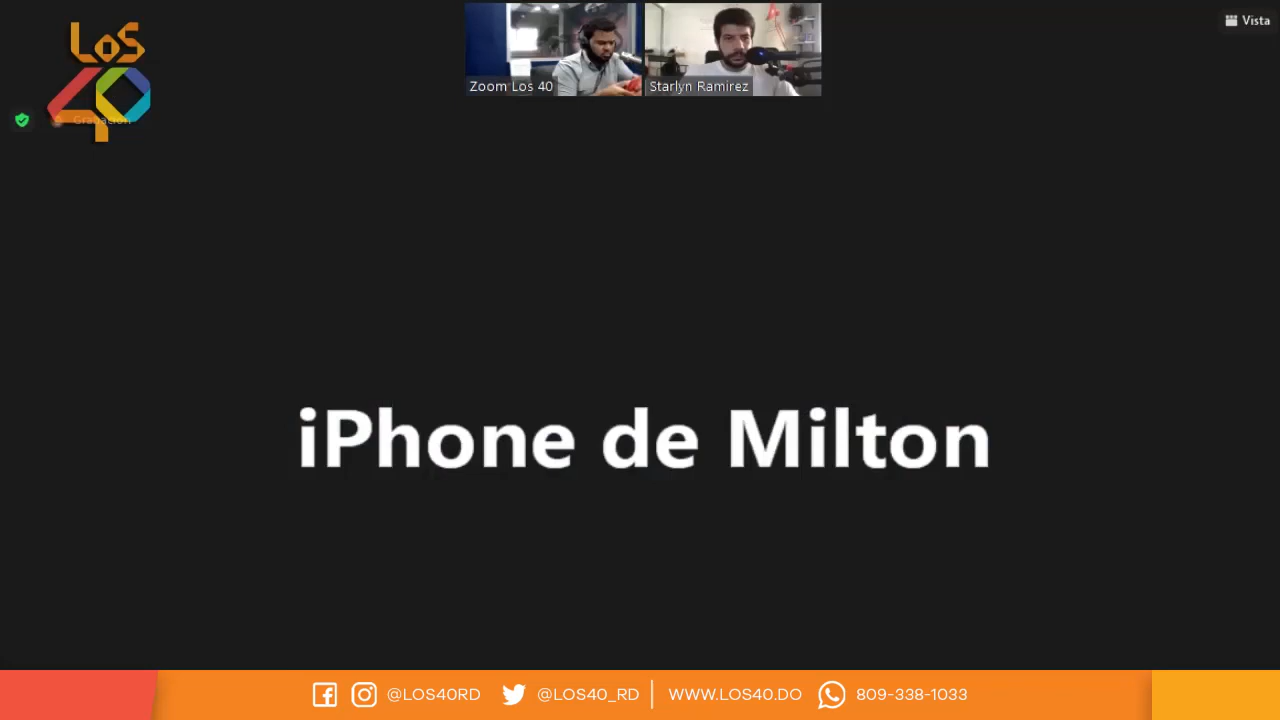 LOS
40
Grabación
Zoom Los 40
Starlyn Ramirez
Vista
iPhone de Milton
@LOS40RD @LOS40_RD WWW.LOS40.DO 809-338-1033